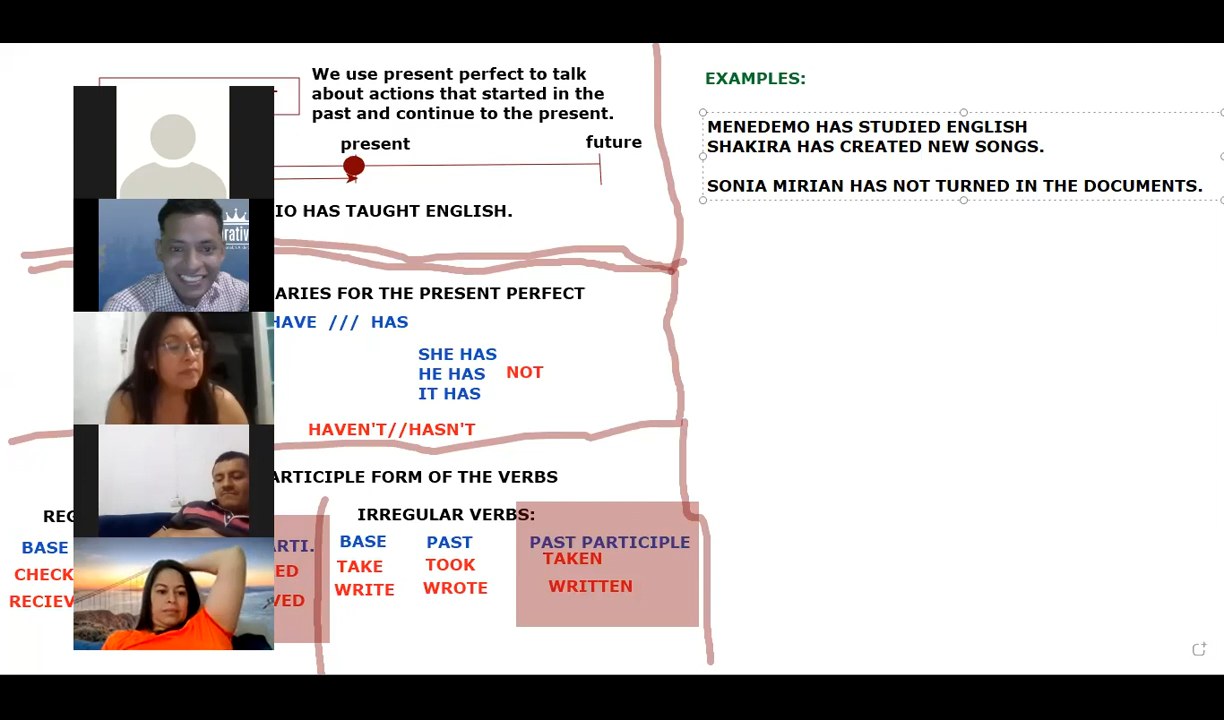 We use present perfect to talk
about actions that started in the
past and continue to the present.
present
future
IO HAS TAUGHT ENGLISH.
ARIES FOR THE PRESENT PERFECT
HAVE /// HAS
SHE HAS
HE HAS NOT
IT HAS
HAVEN'T//HASN'T
ARTICIPLE FORM OF THE VERBS
REG
BASE
ARTI.
CHECK
ED
RECIEV
VED
IRREGULAR VERBS:
BASE PAST PAST PARTICIPLE
TAKE TOOK TAKEN
WRITE WROTE WRITTEN
EXAMPLES:
MENEDEMO HAS STUDIED ENGLISH
SHAKIRA HAS CREATED NEW SONGS.
SONIA MIRIAN HAS NOT TURNED IN THE DOCUMENTS.